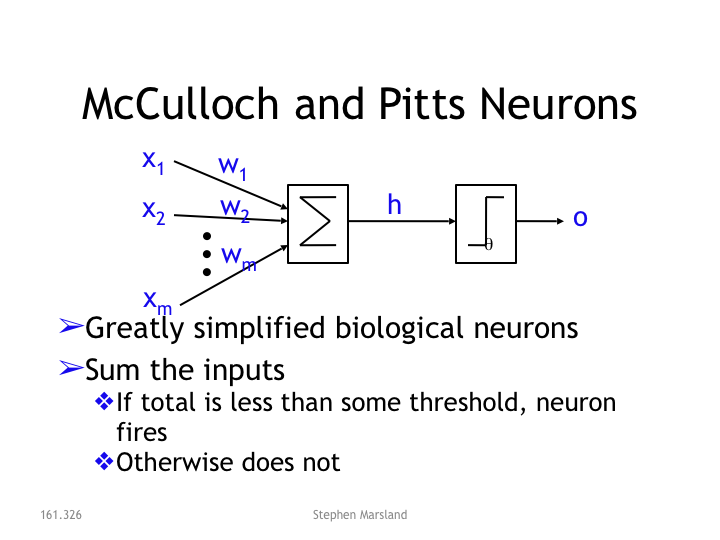 McCulloch and Pitts Neurons
x1 w1
x2 w2 h o
wm
θ
xm
➢Greatly simplified biological neurons
➢Sum the inputs
❖If total is less than some threshold, neuron
fires
❖Otherwise does not
161.326 Stephen Marsland